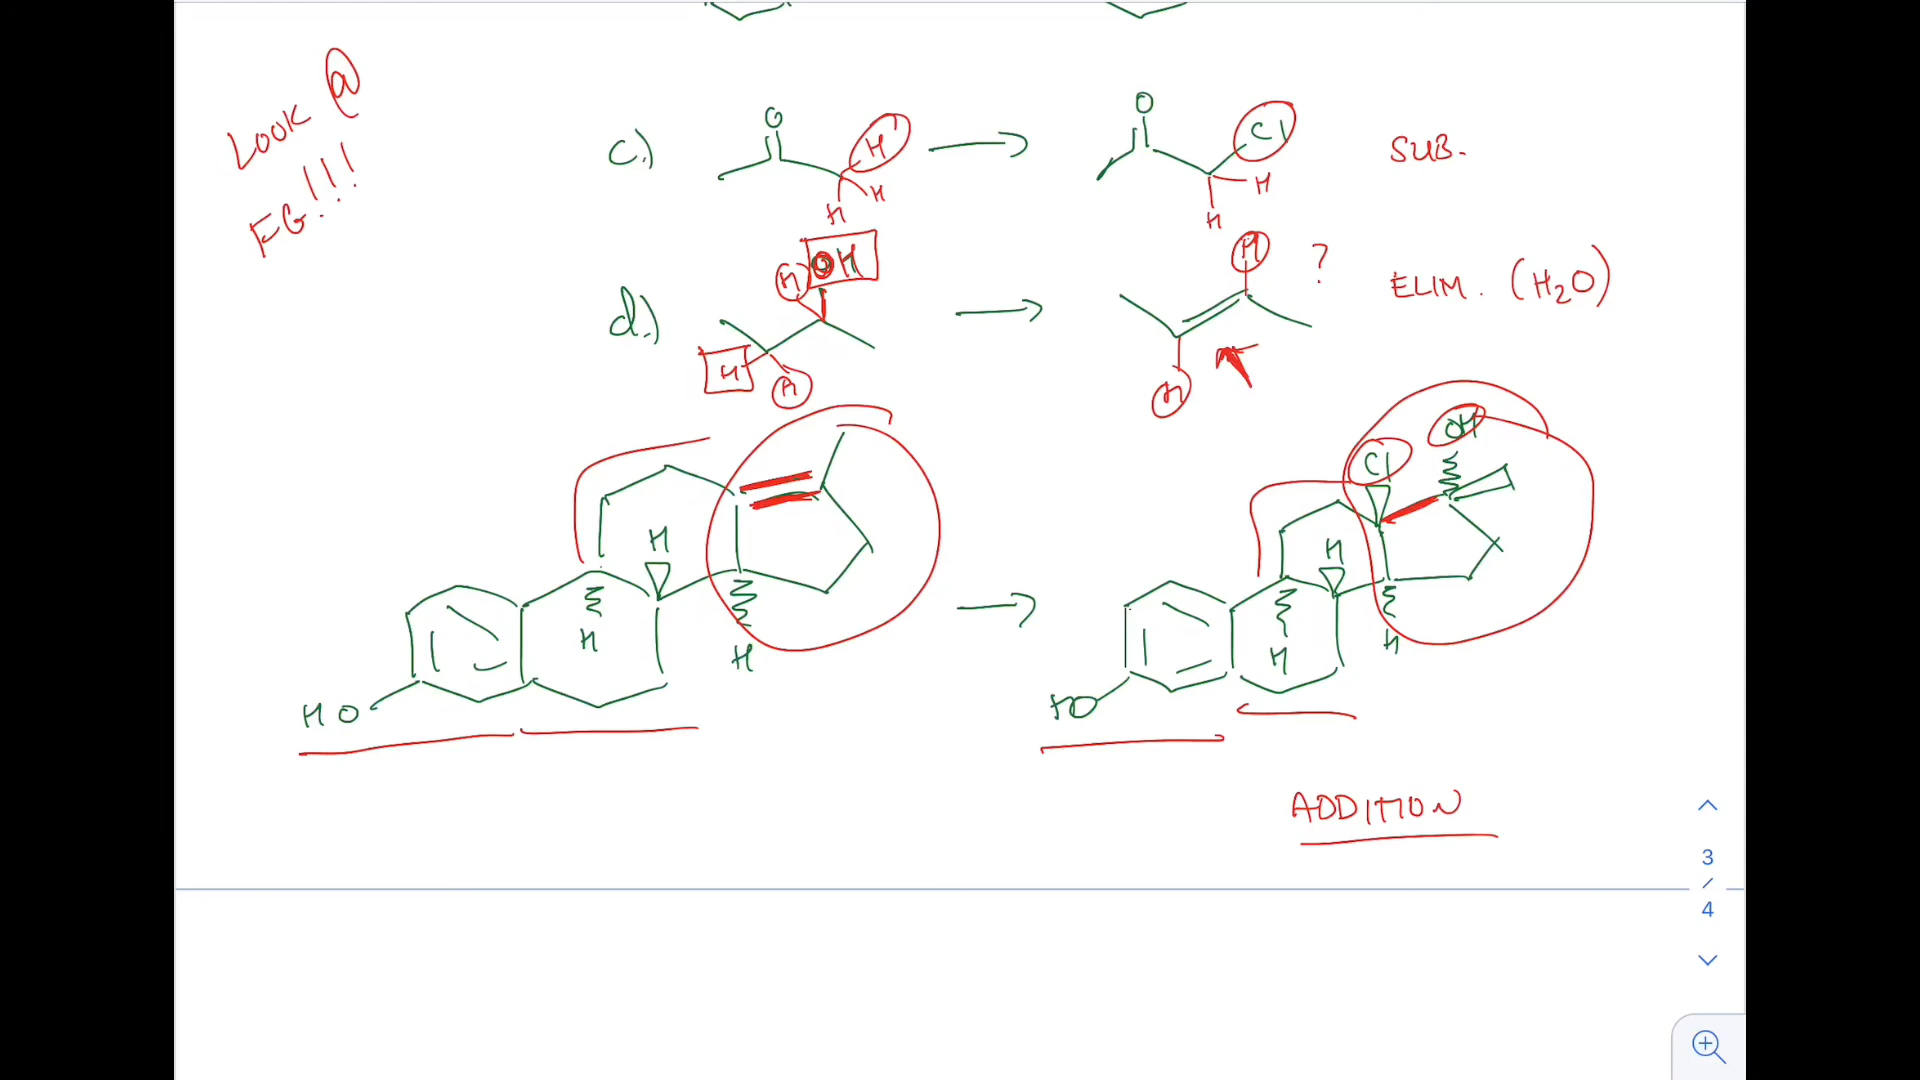 LOOK @
FG!!!
c.)
O
H
H
H
O
Cl
H
H
SUB.
d.)
H
OH
H
H
H
H
?
ELIM. (H2O)
H
H
H
HO
Cl
OH
H
H
H
HO
ADDITION
3
/
4